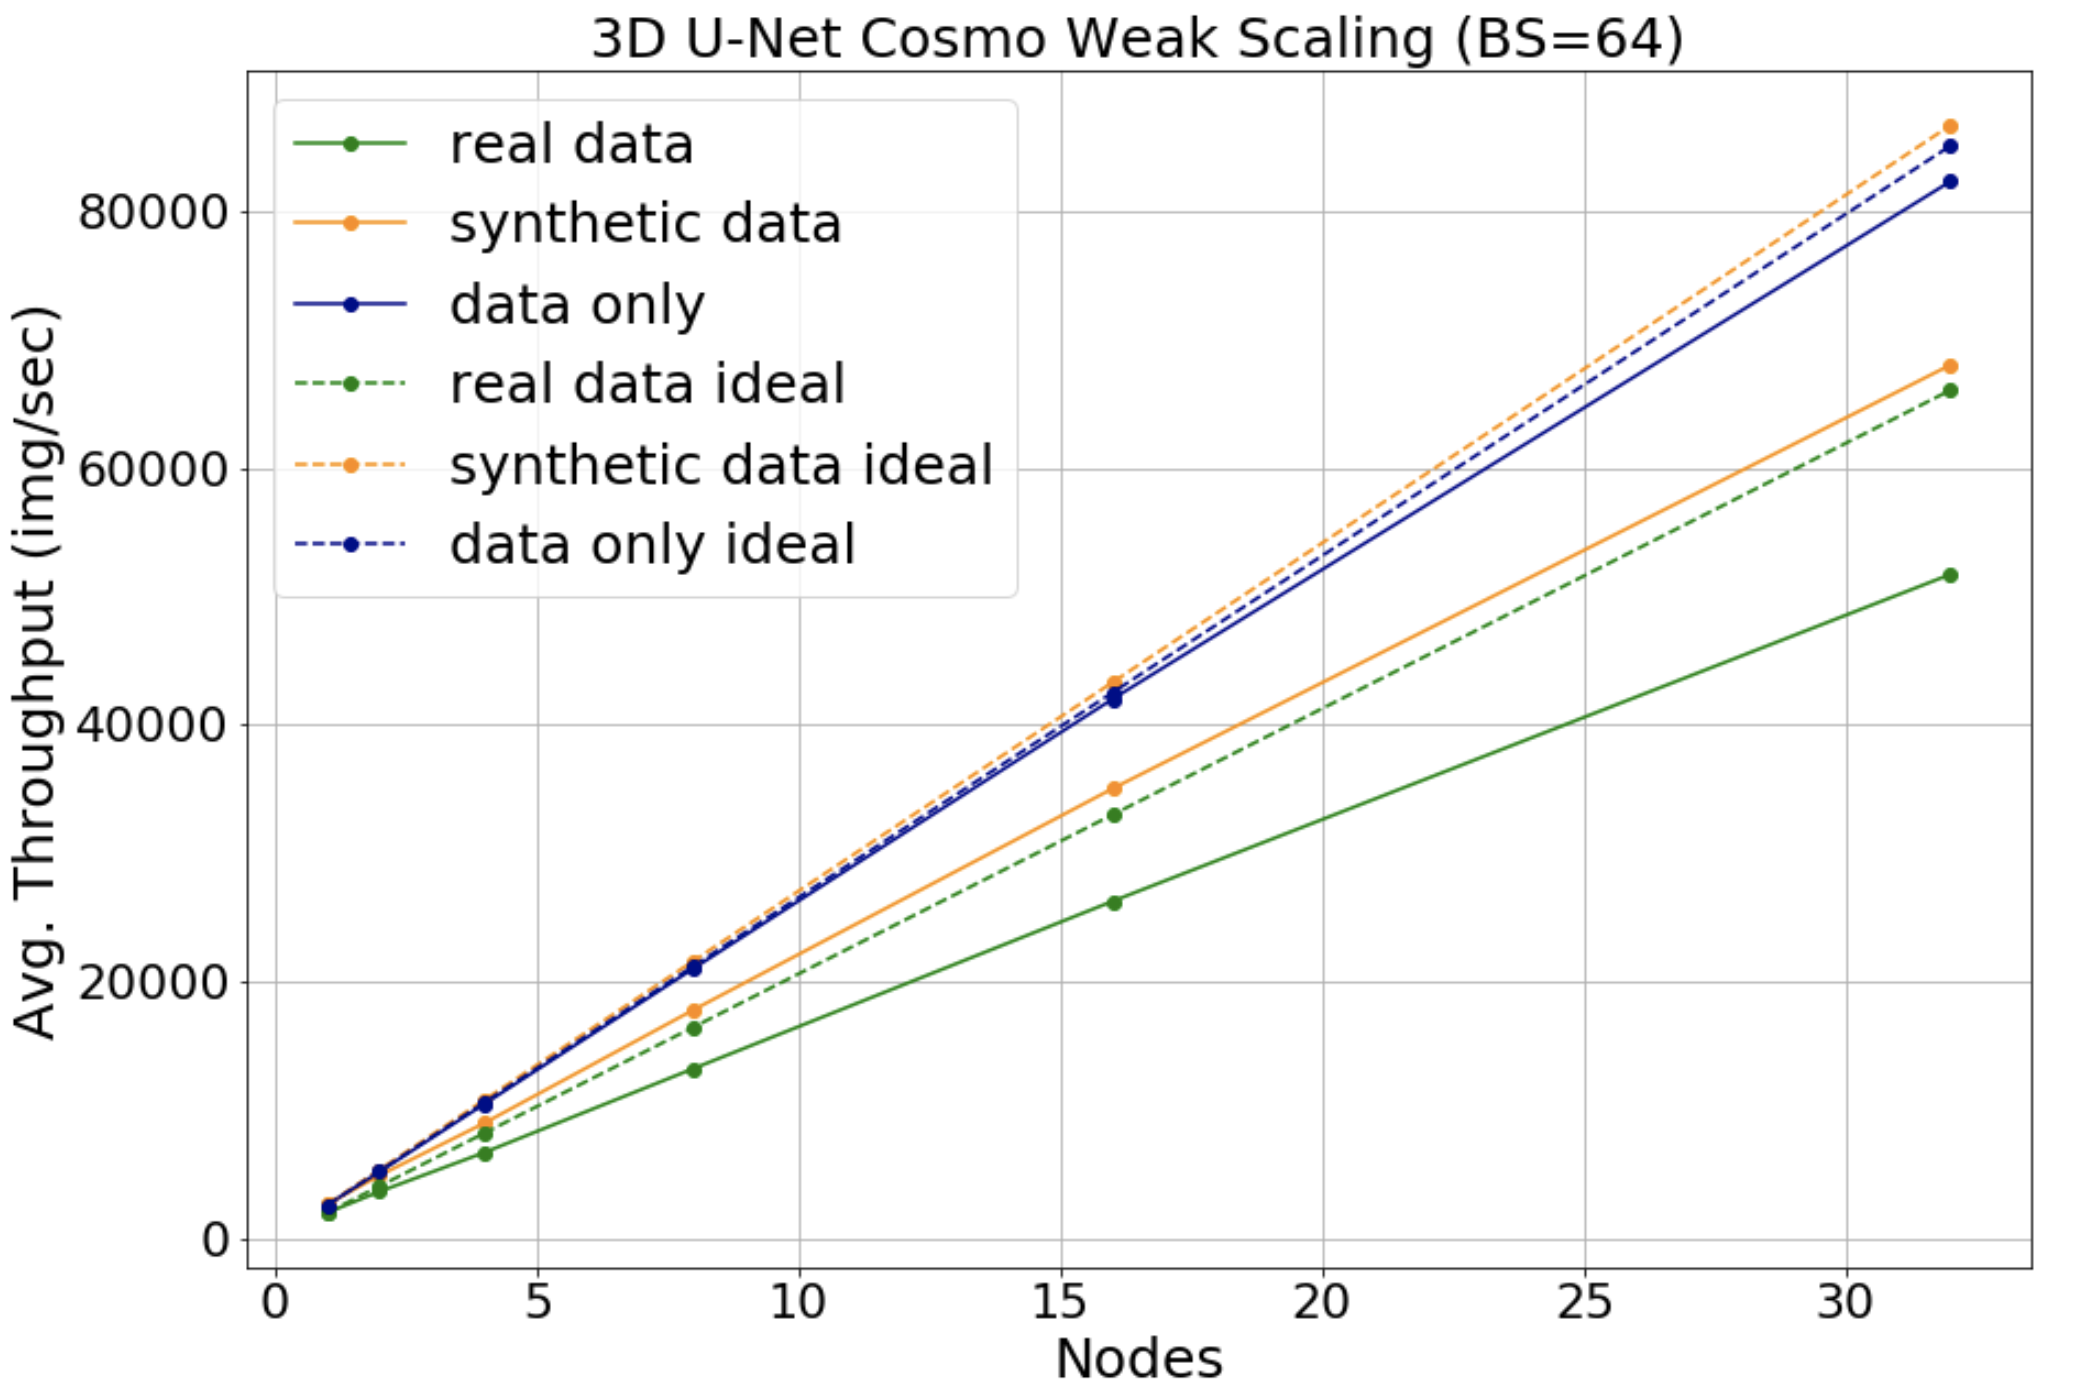 3D U-Net Cosmo Weak Scaling (BS=64)
real data
synthetic data
data only
real data ideal
synthetic data ideal
data only ideal
Avg. Throughput (img/sec)
80000
60000
40000
20000
0
0 5 10 15 20 25 30
Nodes